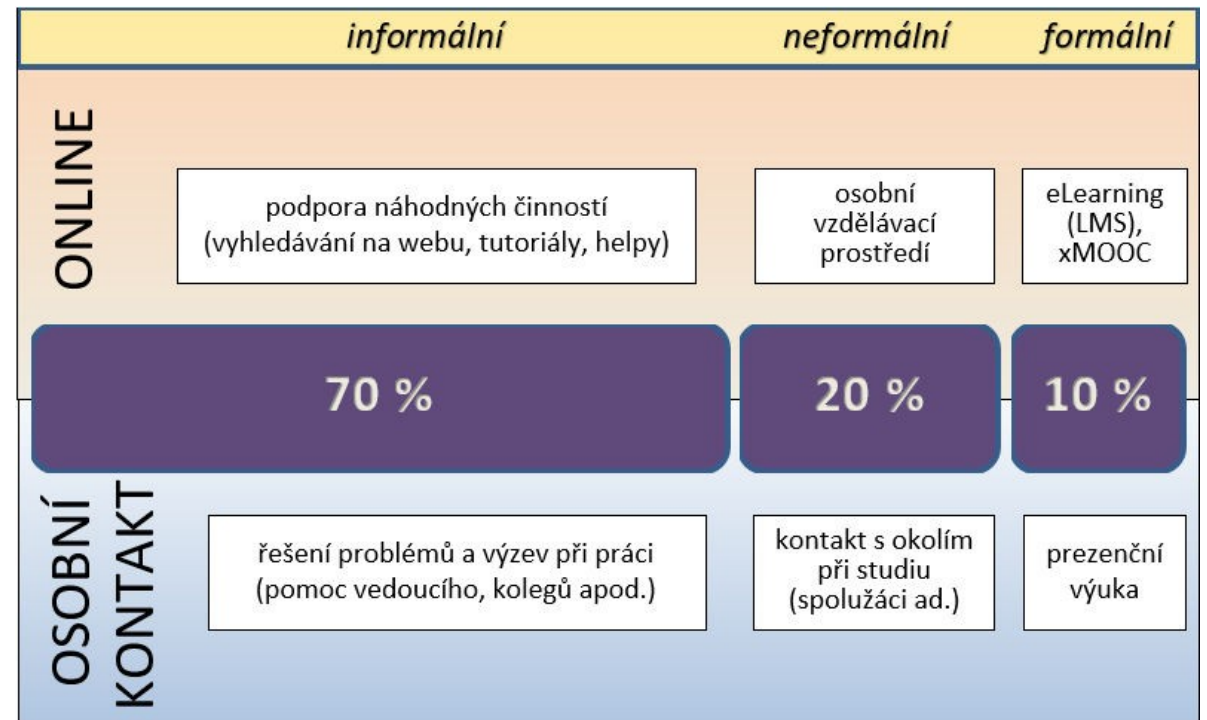 informální neformální formální
ONLINE
podpora náhodných činností
(vyhledávání na webu, tutoriály, helpy)
osobní
vzdělávací
prostředí
eLearning
(LMS),
xMOOC
70 % 20 % 10 %
OSOBNÍ
KONTAKT
řešení problémů a výzev při práci
(pomoc vedoucího, kolegů apod.)
kontakt s okolím
při studiu
(spolužáci ad.)
prezenční
výuka